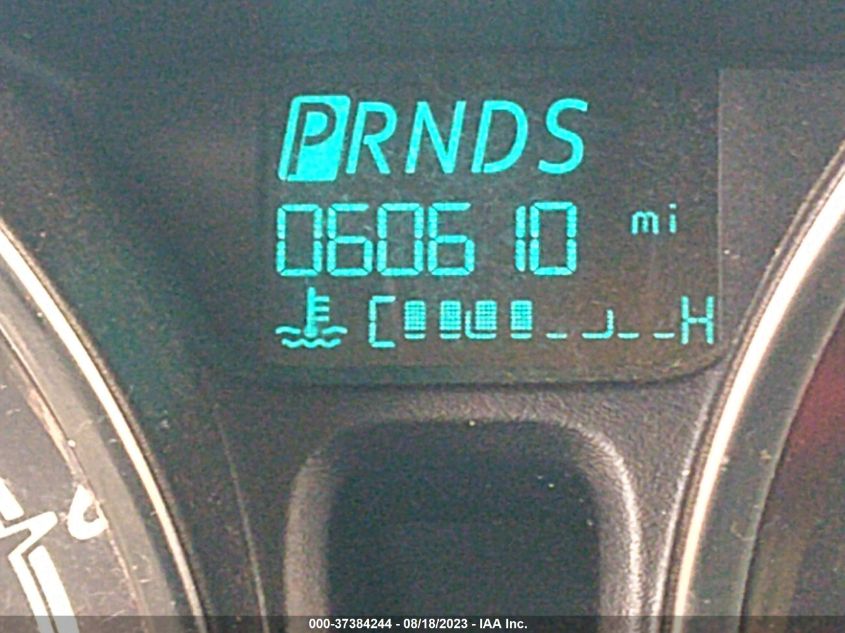 PRNDS
060610 mi
C H
000-37384244 - 08/18/2023 - IAA Inc.